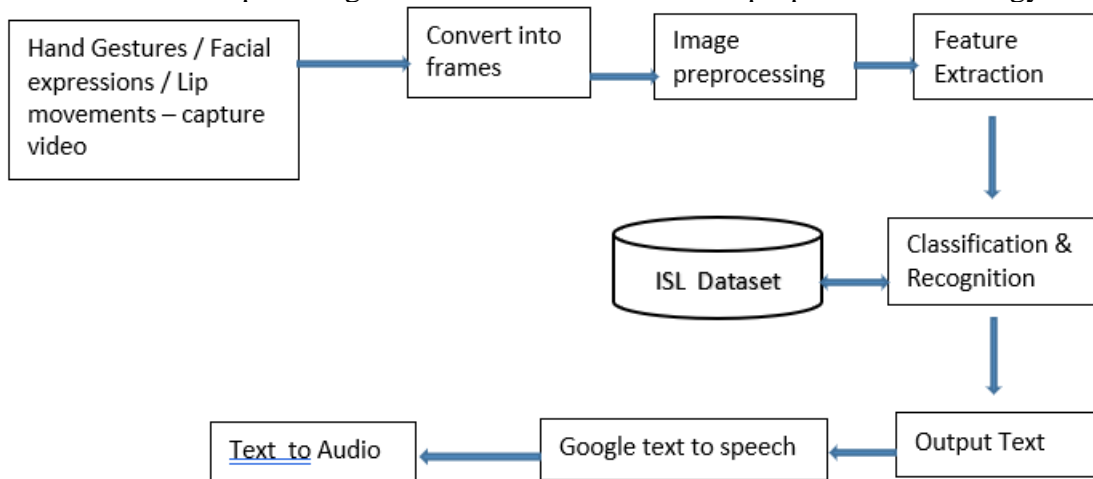 Hand Gestures / Facial
expressions / Lip
movements – capture
video
Convert into
frames
Image
preprocessing
Feature
Extraction
Classification &
Recognition
ISL Dataset
Output Text
Google text to speech
Text to Audio